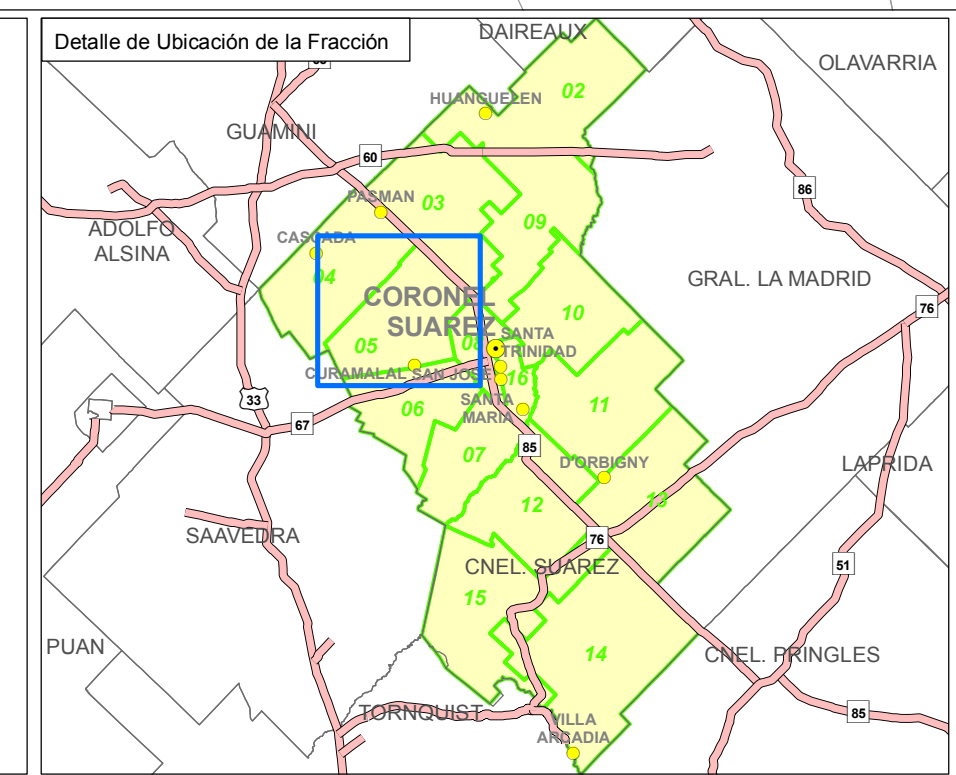 Detalle de Ubicación de la Fracción
DAIREAUX
OLAVARRIA
02
HUANGUELEN
GUAMINI
60
86
PASMAN
03
09
ADOLFO
ALSINA
CASCADA
04
GRAL. LA MADRID
CORONEL
SUAREZ
10
76
SANTA
TRINIDAD
05
08
CURAMALAL
SAN JOSE
16
33
06
SANTA
MARIA
11
67
85
07
D'ORBIGNY
LAPRIDA
12
13
SAAVEDRA
76
CNEL. SUAREZ
51
15
PUAN
14
CNEL. PRINGLES
TORNQUIST
85
VILLA
ARCADIA